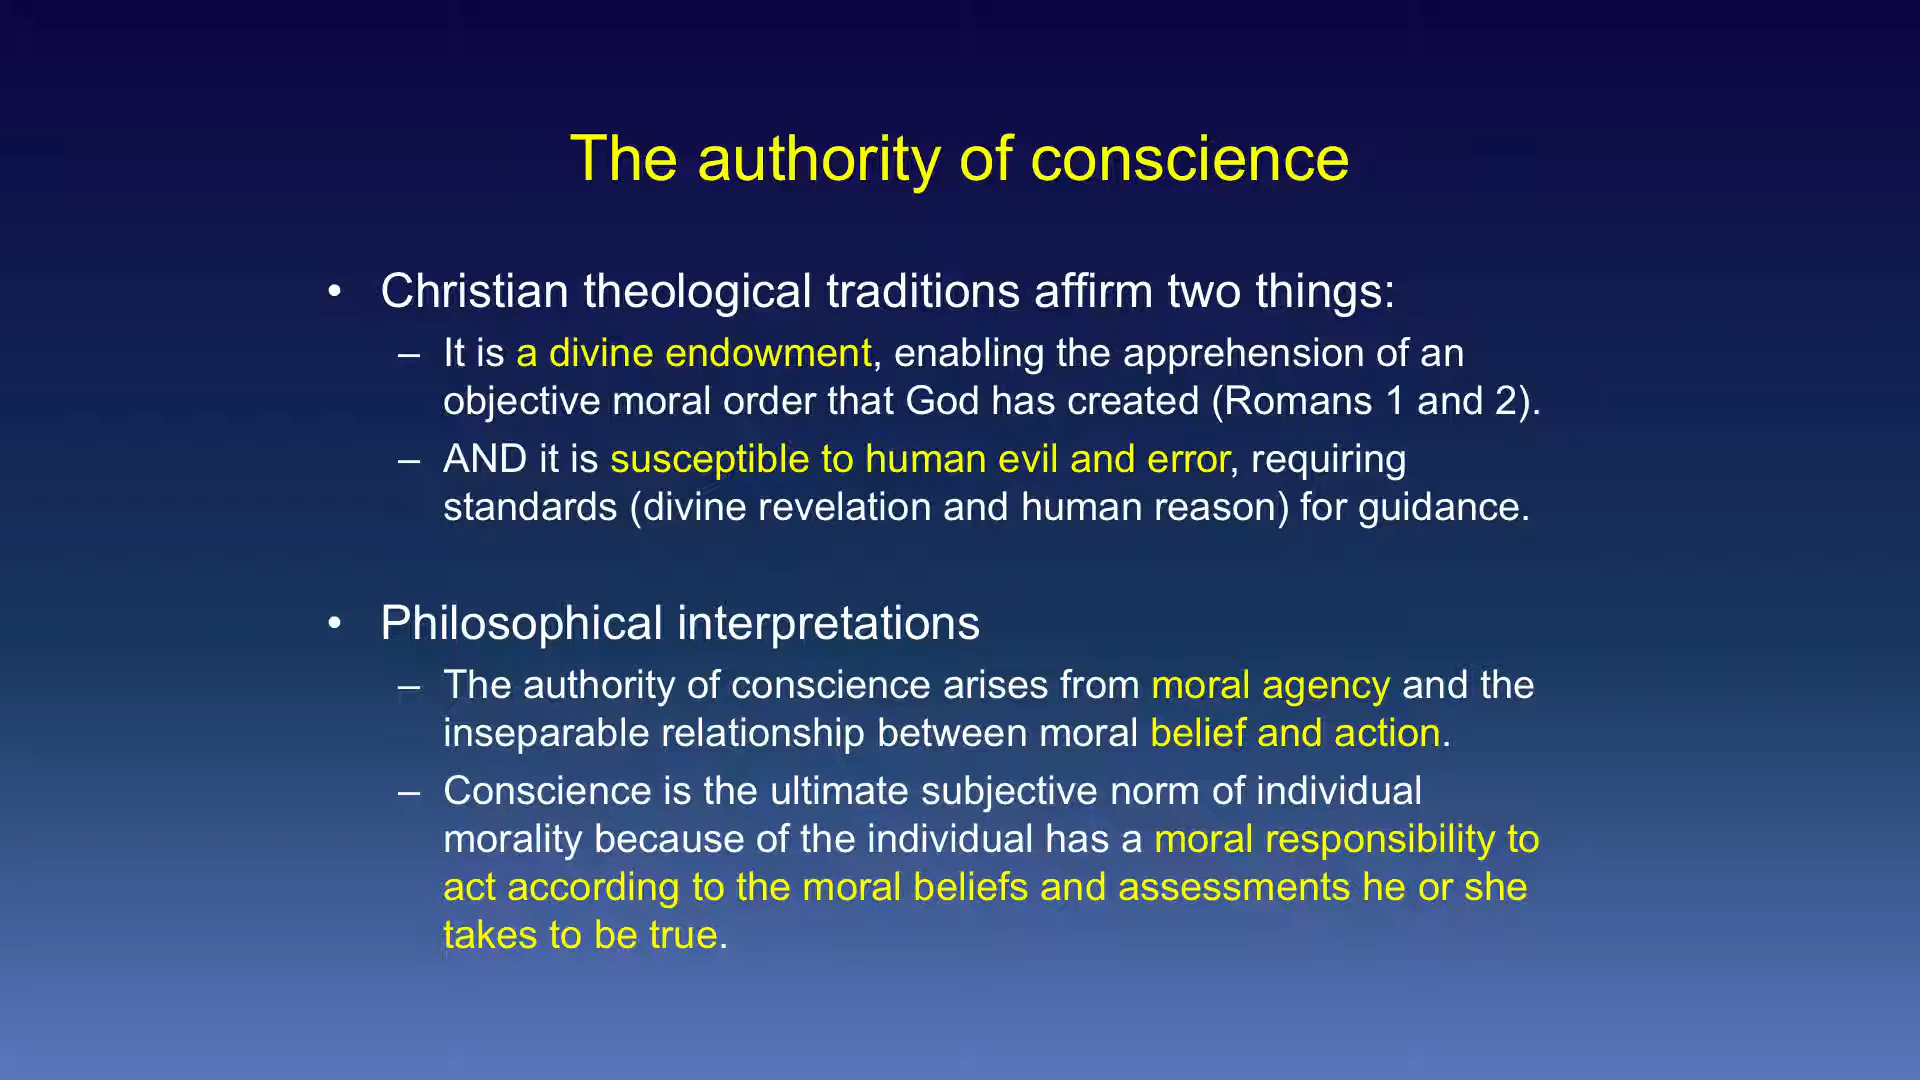 The authority of conscience
• Christian theological traditions affirm two things:
– It is a divine endowment, enabling the apprehension of an
objective moral order that God has created (Romans 1 and 2).
– AND it is susceptible to human evil and error, requiring
standards (divine revelation and human reason) for guidance.
• Philosophical interpretations
– The authority of conscience arises from moral agency and the
inseparable relationship between moral belief and action.
– Conscience is the ultimate subjective norm of individual
morality because of the individual has a moral responsibility to
act according to the moral beliefs and assessments he or she
takes to be true.